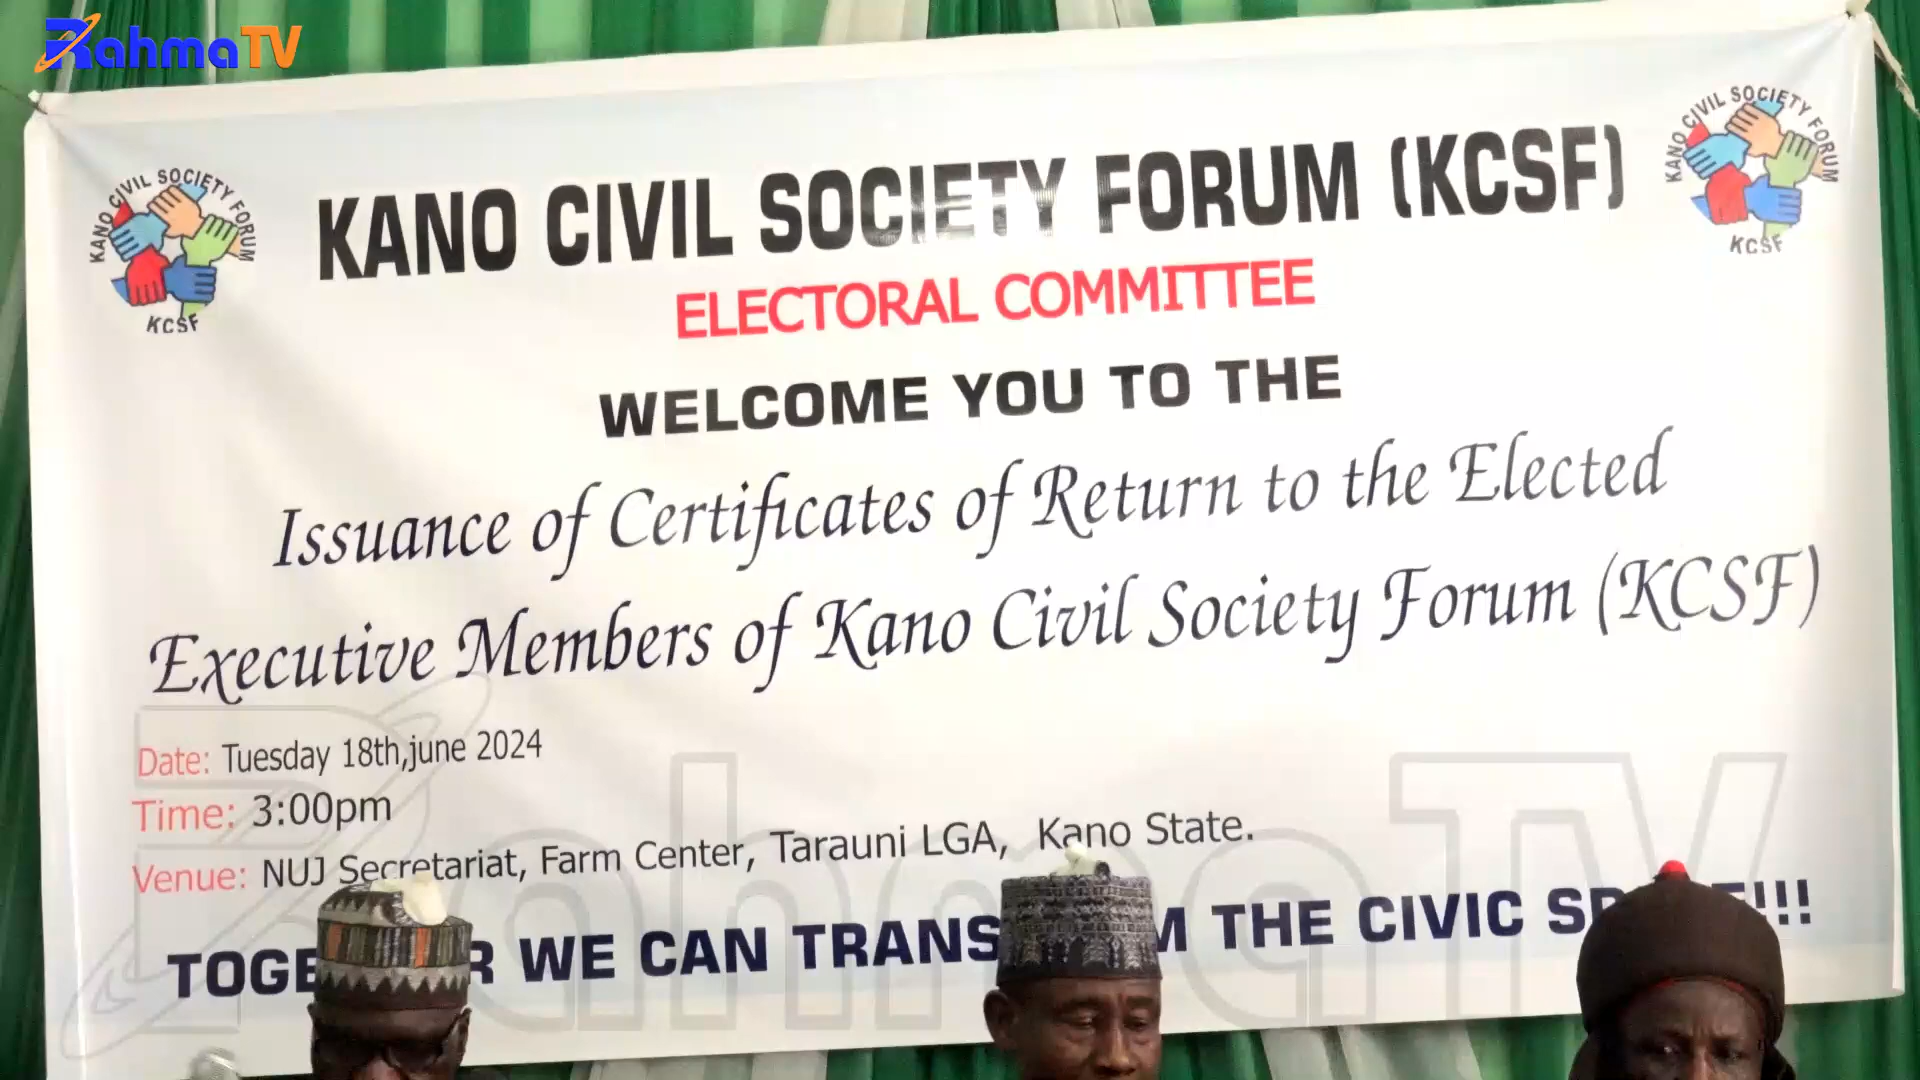 RahmaTV
KANO CIVIL SOCIETY FORUM
KCSF
KANO CIVIL SOCIETY FORUM (KCSF)
KANO CIVIL SOCIETY FORUM
KCSF
ELECTORAL COMMITTEE
WELCOME YOU TO THE
Issuance of Certificates of Return to the Elected
Executive Members of Kano Civil Society Forum (KCSF)
Date: Tuesday 18th,june 2024
Time: 3:00pm
Venue: NUJ Secretariat, Farm Center, Tarauni LGA, Kano State.
WE CAN THE CIVIC
RahmaTV